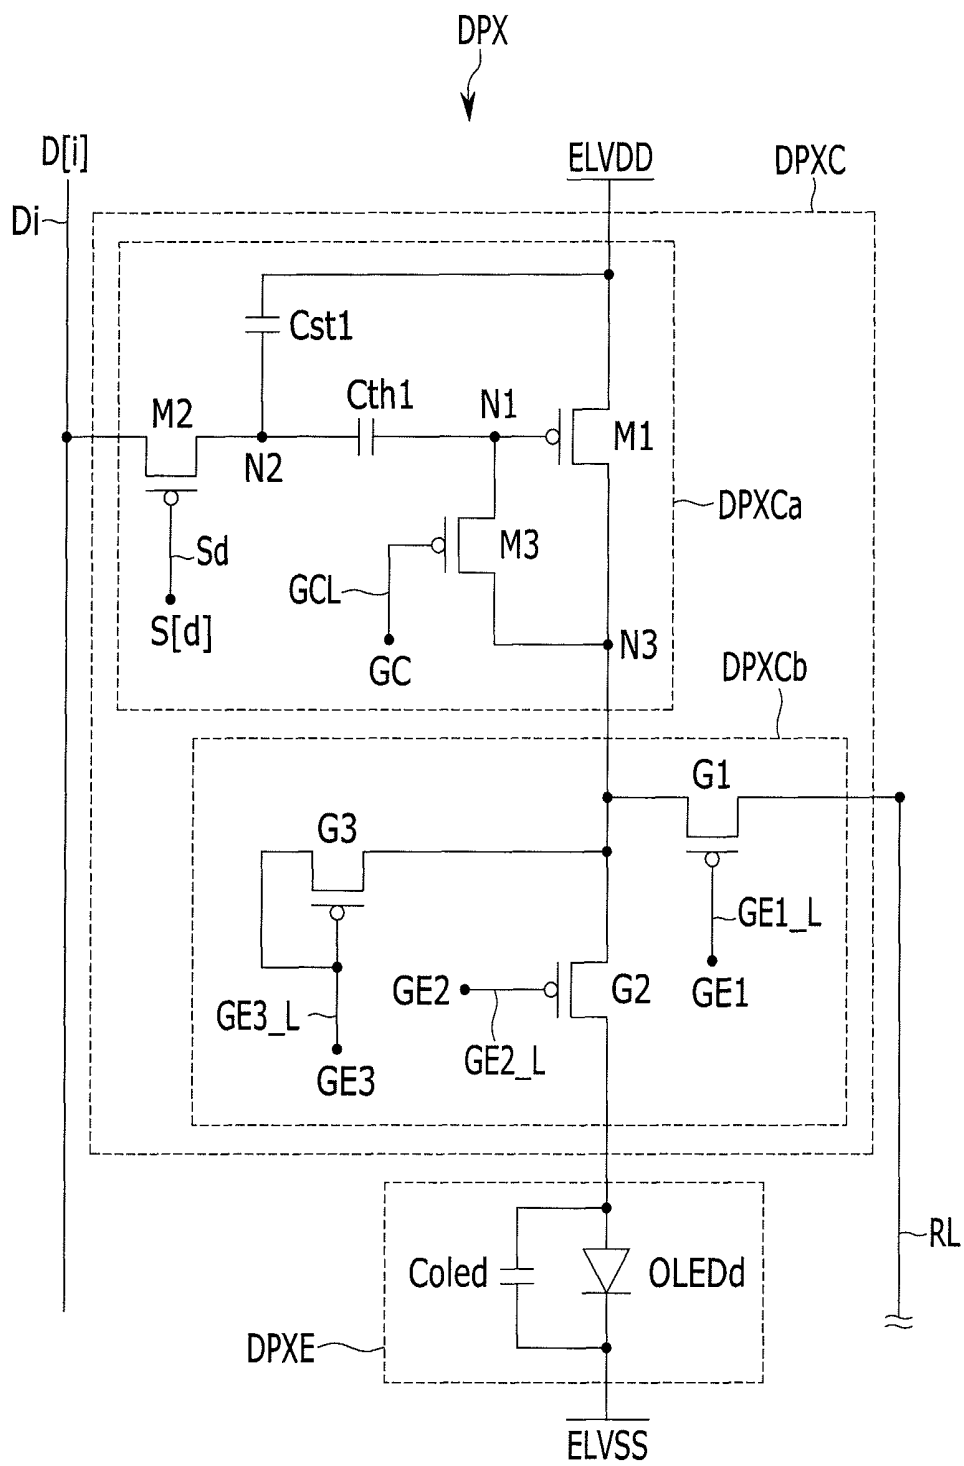 DPX
D[i]
ELVDD
DPXC
Di
Cst1
Cth1
N1
M2
M1
N2
DPXCa
Sd
M3
GCL
S[d]
N3
GC
DPXCb
G1
G3
GE1_L
GE2
G2
GE1
GE3_L
GE2_L
GE3
RL
Coled
OLEDd
DPXE
ELVSS